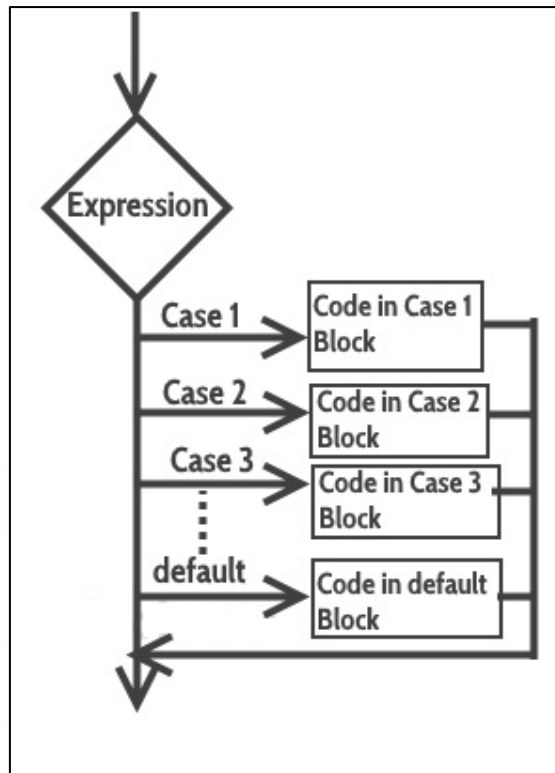 Expression
Case 1
Code in Case 1
Block
Case 2
Code in Case 2
Block
Case 3
Code in Case 3
Block
default
Code in default
Block